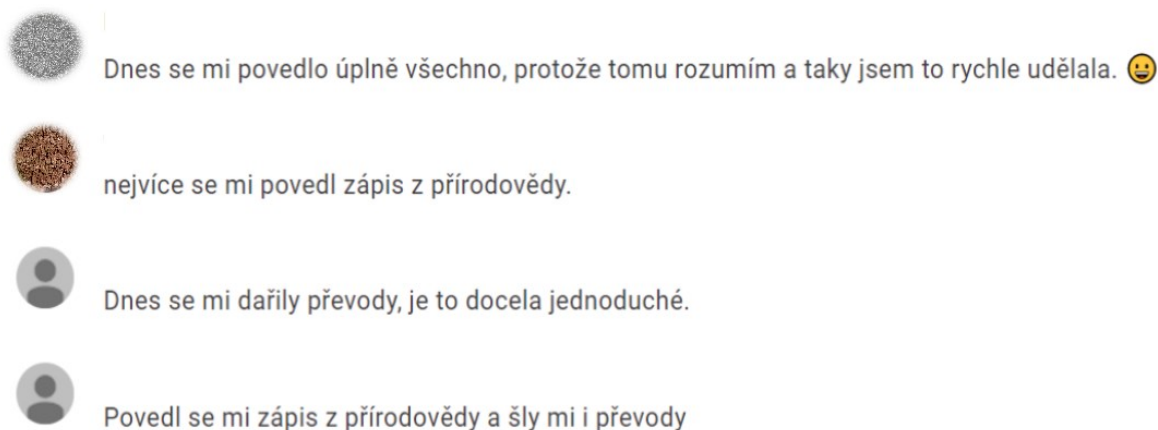 Dnes se mi povedlo úplně všechno, protože tomu rozumím a taky jsem to rychle udělala. 😀
nejvíce se mi povedl zápis z přírodovědy.
Dnes se mi dařily převody, je to docela jednoduché.
Povedl se mi zápis z přírodovědy a šly mi i převody